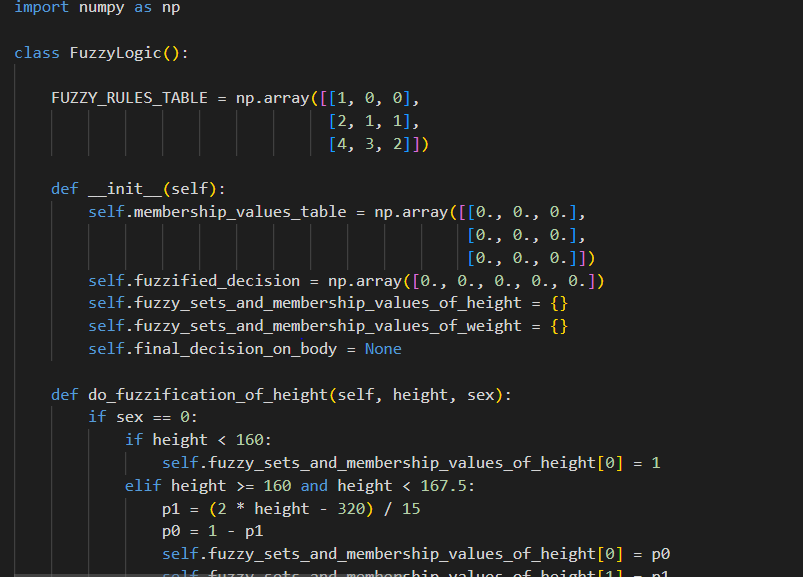 import numpy as np
class FuzzyLogic():
FUZZY_RULES_TABLE = np.array([[1, 0, 0],
[2, 1, 1],
[4, 3, 2]])
def __init__(self):
self.membership_values_table = np.array([[0., 0., 0.],
[0., 0., 0.],
[0., 0., 0.]])
self.fuzzified_decision = np.array([0., 0., 0., 0., 0.])
self.fuzzy_sets_and_membership_values_of_height = {}
self.fuzzy_sets_and_membership_values_of_weight = {}
self.final_decision_on_body = None
def do_fuzzification_of_height(self, height, sex):
if sex == 0:
if height < 160:
self.fuzzy_sets_and_membership_values_of_height[0] = 1
elif height >= 160 and height < 167.5:
p1 = (2 * height - 320) / 15
p0 = 1 - p1
self.fuzzy_sets_and_membership_values_of_height[0] = p0
self.fuzzy_sets_and_membership_values_of_height[1] = p1